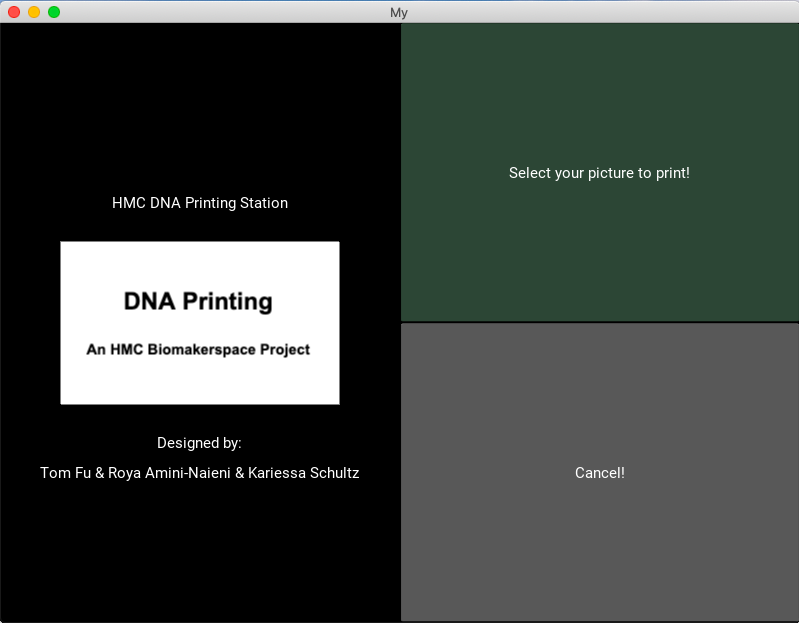 My
HMC DNA Printing Station
DNA Printing
An HMC Biomakerspace Project
Designed by:
Tom Fu & Roya Amini-Naieni & Kariessa Schultz
Select your picture to print!
Cancel!